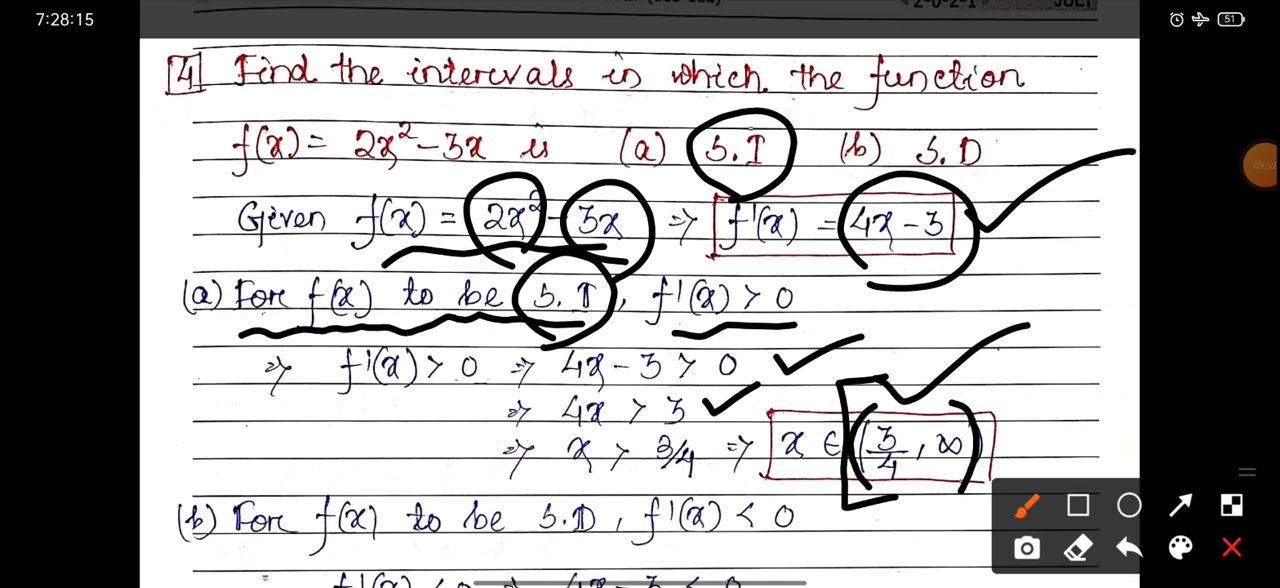 7:28:15
51
[4] Find the intervals in which the function
f(x) = 2x² - 3x is (a) S.I (b) S.D
Given f(x) = 2x² - 3x ⇒ f'(x) = 4x - 3
(a) For f(x) to be S.I, f'(x) > 0
⇒ f'(x) > 0 ⇒ 4x - 3 > 0
⇒ 4x > 3
⇒ x > 3/4 ⇒ x ∈ (3/4, ∞)
(b) For f(x) to be S.D, f'(x) < 0